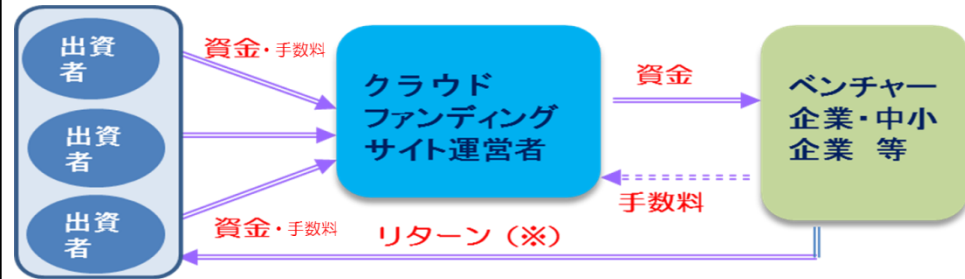 出資
者
資金・手数料
クラウド
ファンディング
サイト運営者
資金
ベンチャー
企業・中小
企業 等
出資
者
手数料
出資
者
資金・手数料
リターン（※）